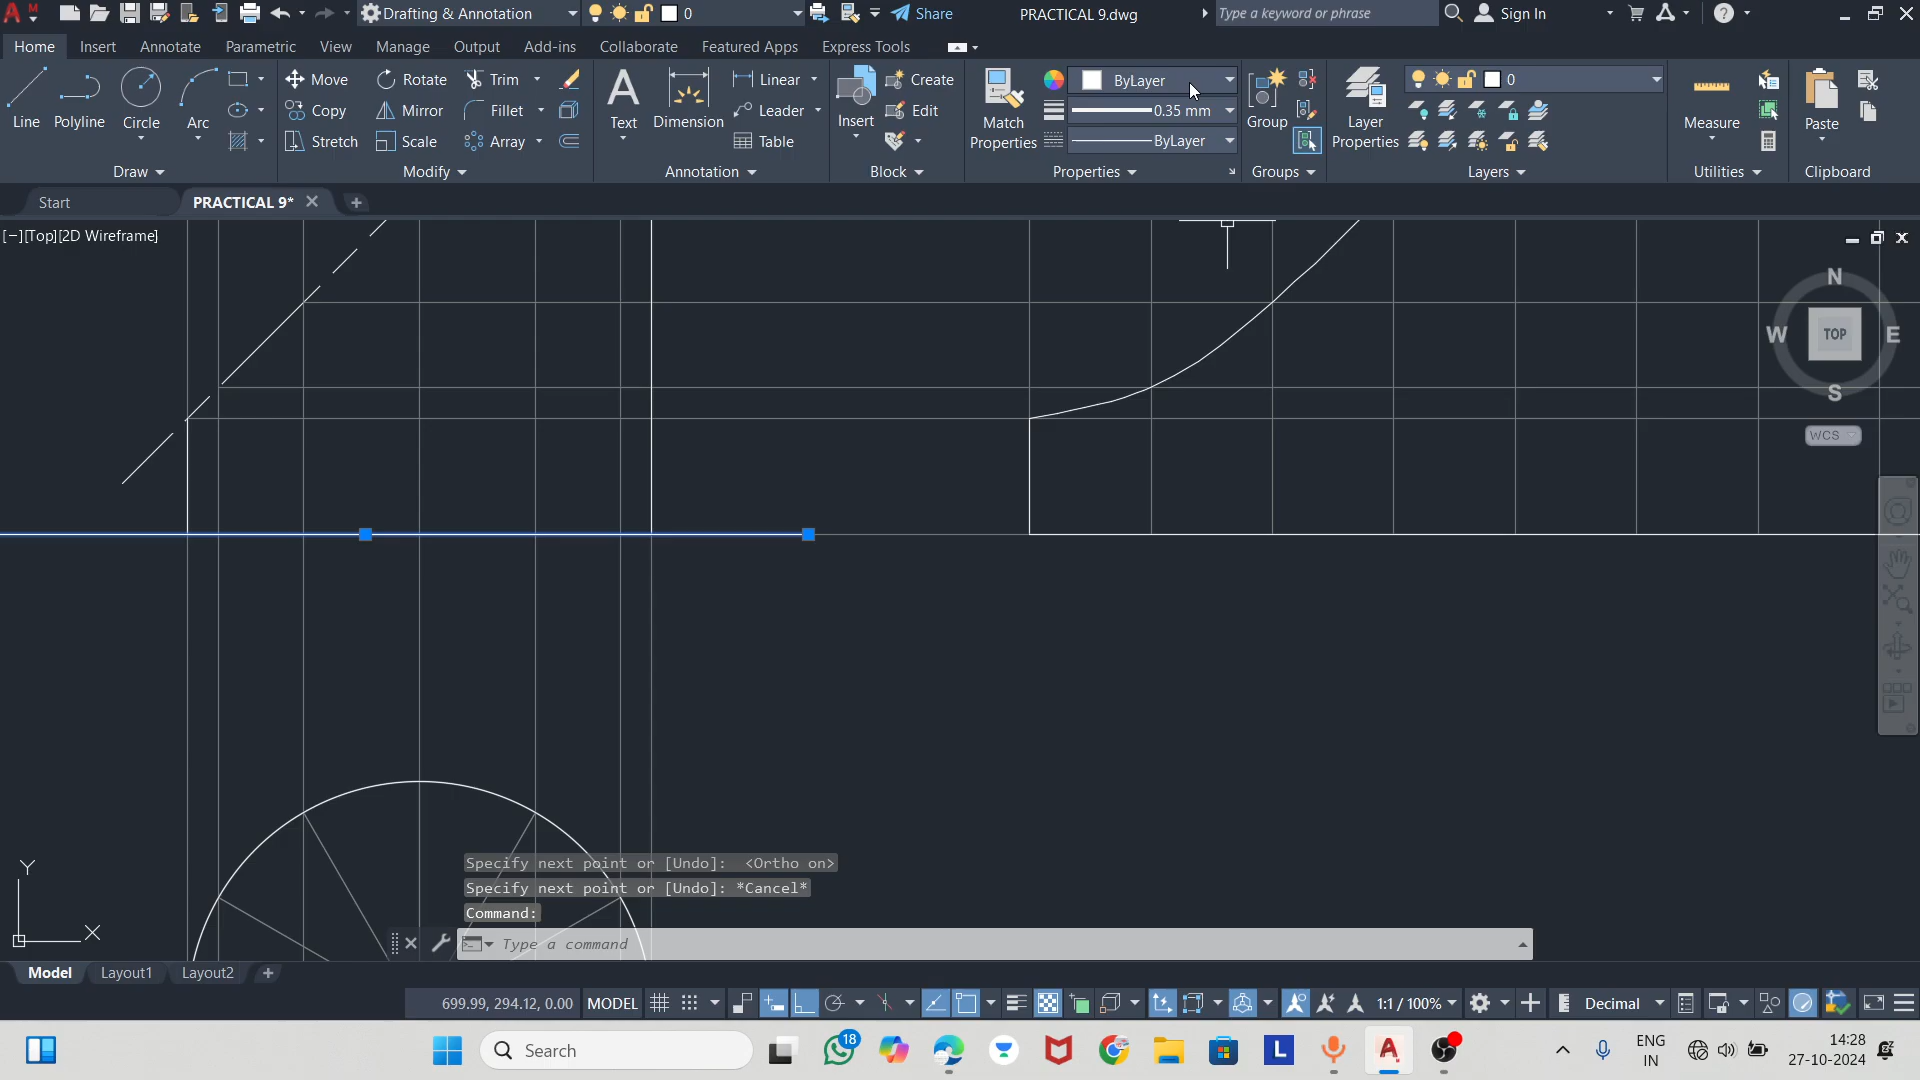 Drafting & Annotation
0
Share
PRACTICAL 9.dwg
Type a keyword or phrase
Sign In
Home Insert Annotate Parametric View Manage Output Add-ins Collaborate Featured Apps Express Tools
Line
Polyline
Circle
Arc
Move
Rotate
Trim
Copy
Mirror
Fillet
Stretch
Scale
Array
Text
Dimension
Linear
Leader
Table
Insert
Create
Edit
Match
Properties
ByLayer
0.35 mm
ByLayer
Group
Layer
Properties
0
Measure
Paste
Draw
Modify
Annotation
Block
Properties
Groups
Layers
Utilities
Clipboard
Start
PRACTICAL 9*
[−][Top][2D Wireframe]
N
W
TOP
E
S
WCS
Y
X
Specify next point or [Undo]:  <Ortho on>
Specify next point or [Undo]: *Cancel*
Command:
Type a command
Model
Layout1
Layout2
699.99, 294.12, 0.00
MODEL
1:1 / 100%
Decimal
Search
18
ENG
IN
14:28
27-10-2024